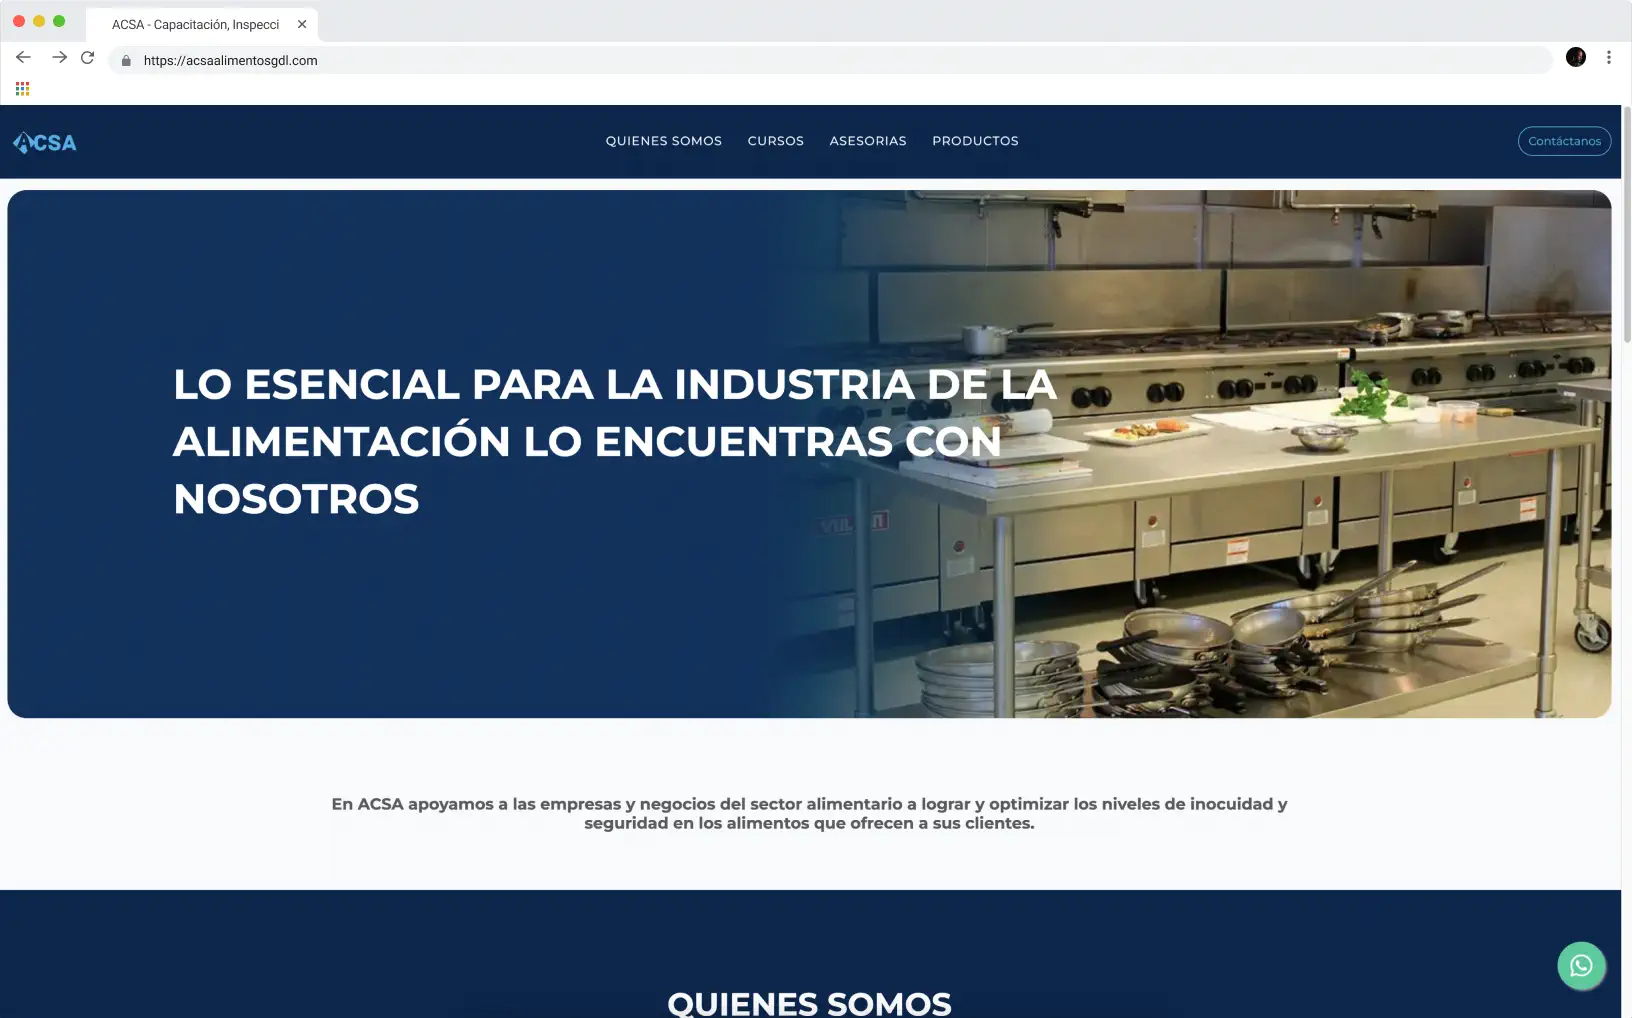 ACSA - Capacitación, Inspecci
https://acsaalimentosgdl.com
ACSA
QUIENES SOMOS
CURSOS
ASESORIAS
PRODUCTOS
Contáctanos
LO ESENCIAL PARA LA INDUSTRIA DE LA
ALIMENTACIÓN LO ENCUENTRAS CON
NOSOTROS
En ACSA apoyamos a las empresas y negocios del sector alimentario a lograr y optimizar los niveles de inocuidad y
seguridad en los alimentos que ofrecen a sus clientes.
QUIENES SOMOS